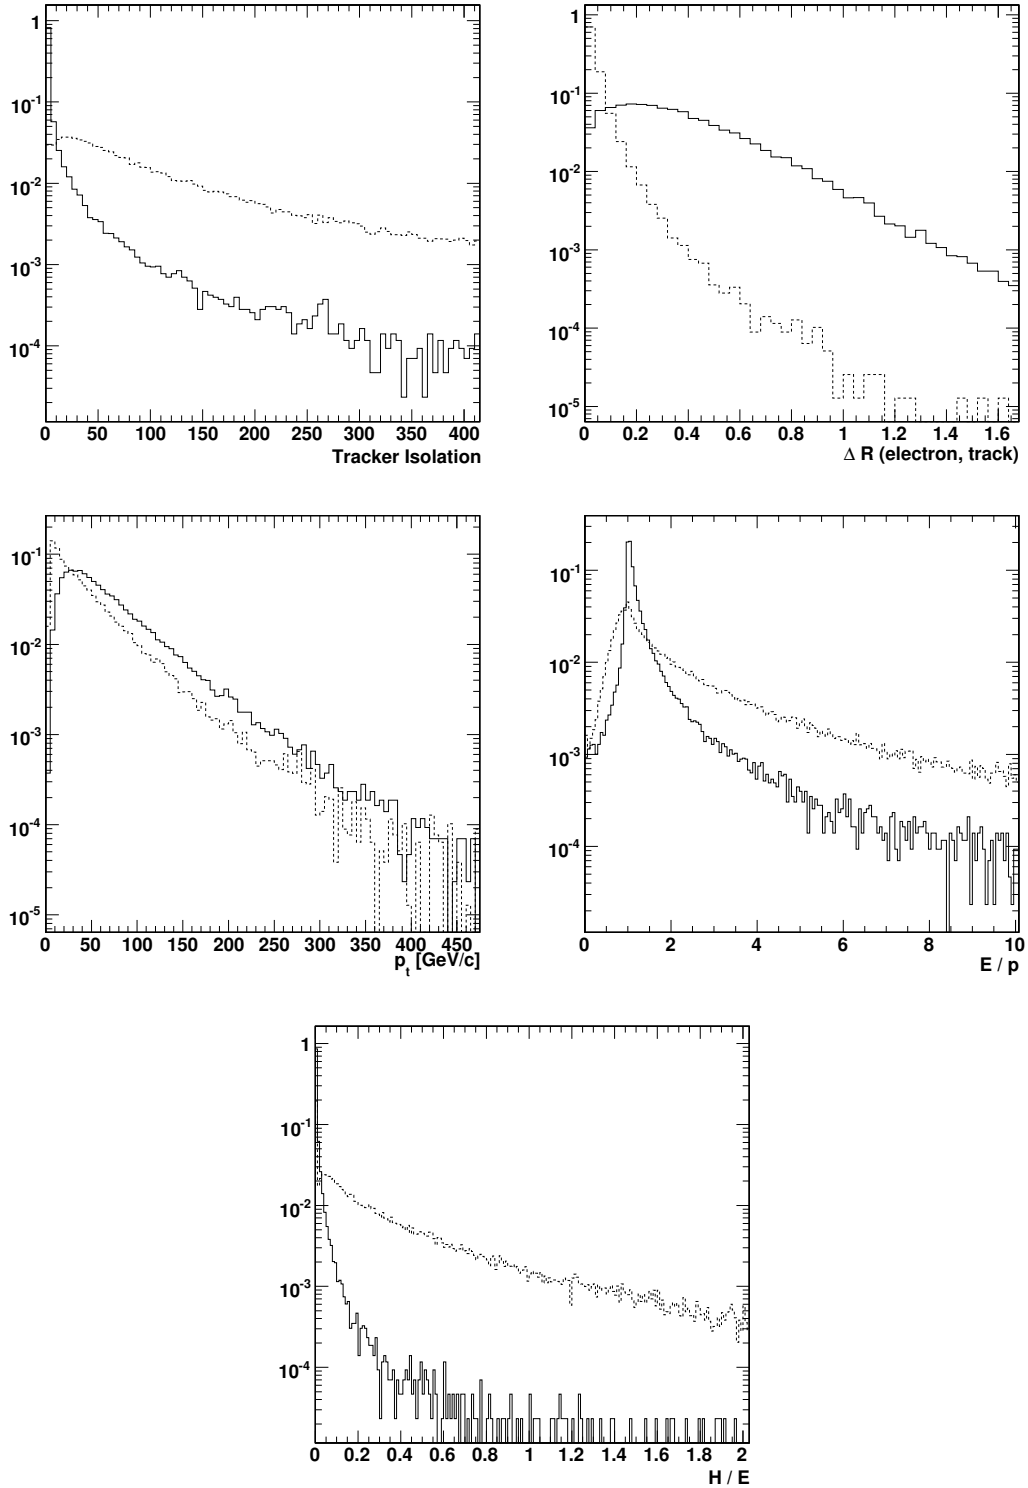 10^-1
10^-2
10^-3
10^-4
0 50 100 150 200 250 300 350 400
Tracker Isolation
1
10^-1
10^-2
10^-3
10^-4
10^-5
0 0.2 0.4 0.6 0.8 1 1.2 1.4 1.6
Δ R (electron, track)
10^-1
10^-2
10^-3
10^-4
10^-5
0 50 100 150 200 250 300 350 400 450
p_t [GeV/c]
10^-1
10^-2
10^-3
10^-4
0 2 4 6 8 10
E / p
1
10^-1
10^-2
10^-3
10^-4
0 0.2 0.4 0.6 0.8 1 1.2 1.4 1.6 1.8 2
H / E